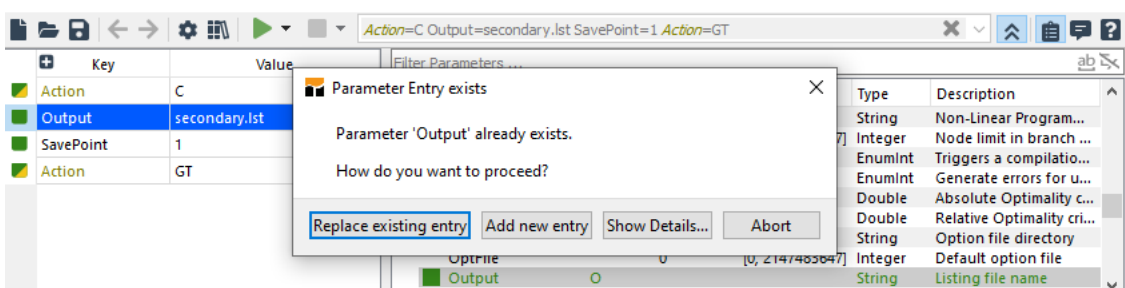 Action=C Output=secondary.lst SavePoint=1 Action=GT
Key Value
Filter Parameters ...
ab
Action C
Output secondary.lst
SavePoint 1
Action GT
Parameter Entry exists
Parameter 'Output' already exists.
How do you want to proceed?
Replace existing entry Add new entry Show Details... Abort
Type Description
String Non-Linear Program...
Integer Node limit in branch ...
EnumInt Triggers a compilatio...
EnumInt Generate errors for u...
Double Absolute Optimality c...
Double Relative Optimality cri...
String Option file directory
OptFile 0 [0, 2147483647] Integer Default option file
Output O String Listing file name